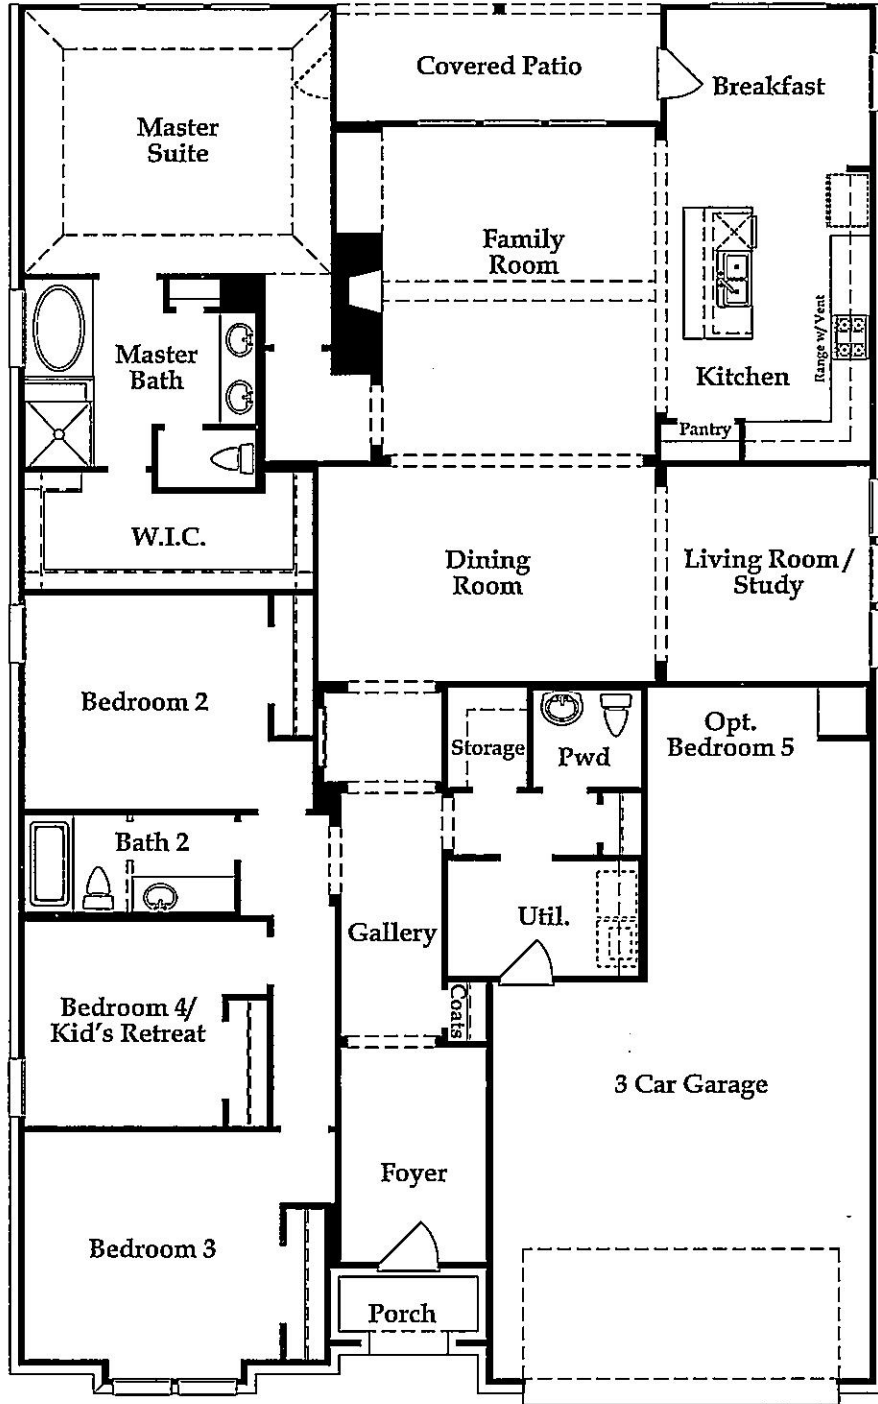 Covered Patio
Breakfast
Master
Suite
Family
Room
Range w/ Vent
Master
Bath
Kitchen
Pantry
W.I.C.
Dining
Room
Living Room/
Study
Bedroom 2
Opt.
Bedroom 5
Storage
Pwd
Bath 2
Util.
Gallery
Coats
Bedroom 4/
Kid's Retreat
3 Car Garage
Foyer
Bedroom 3
Porch